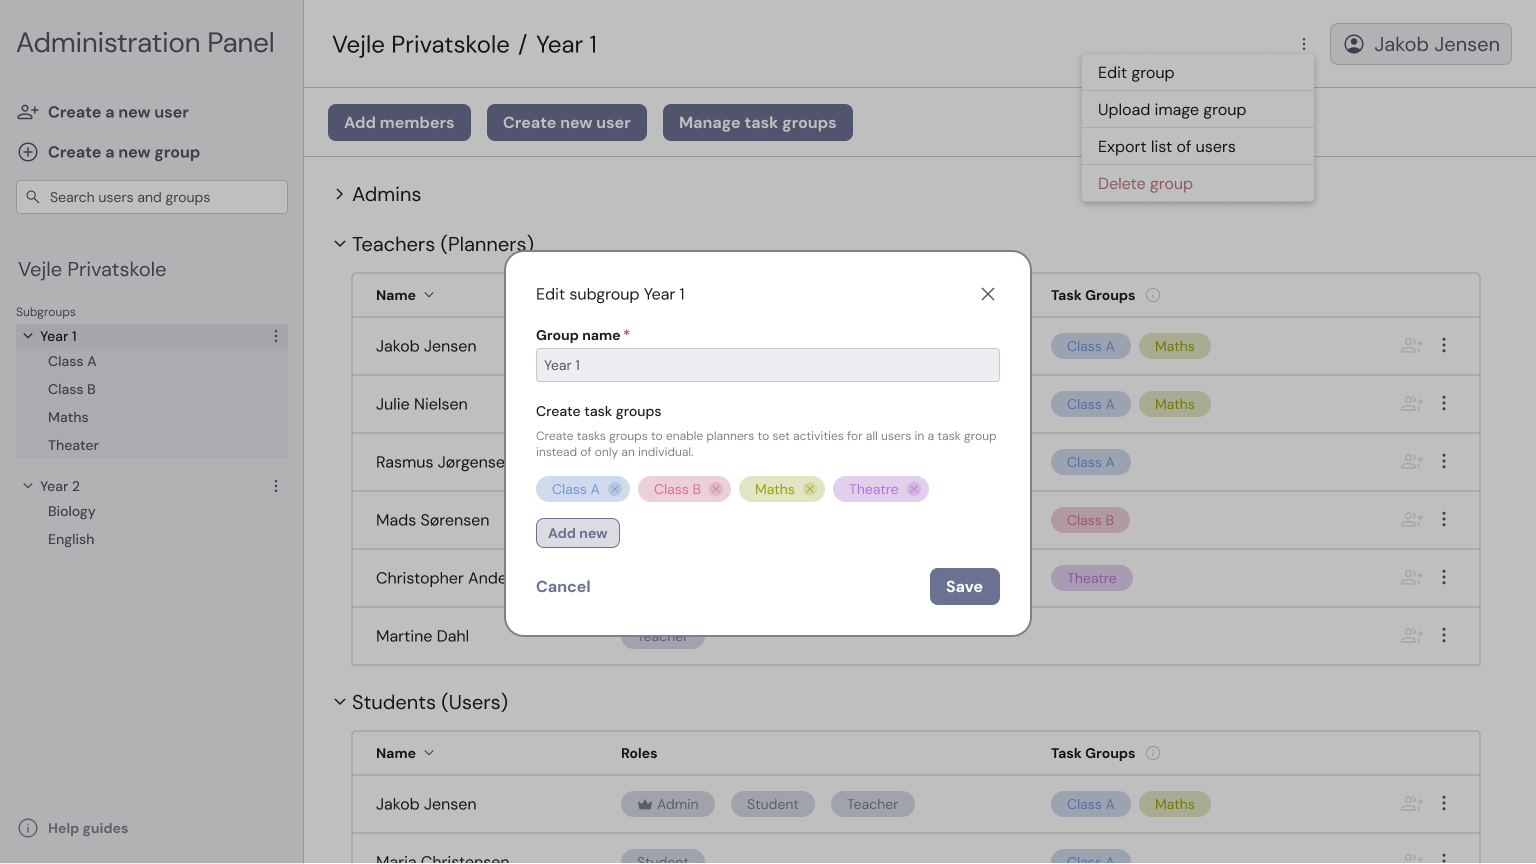 Administration Panel
Create a new user
Create a new group
Search users and groups
Vejle Privatskole
Subgroups
Year 1
Class A
Class B
Maths
Theater
Year 2
Biology
English
Help guides
Vejle Privatskole / Year 1
Jakob Jensen
Edit group
Upload image group
Export list of users
Delete group
Add members
Create new user
Manage task groups
Admins
Teachers (Planners)
Name
Task Groups
Jakob Jensen
Class A
Maths
Julie Nielsen
Class A
Maths
Rasmus Jørgense
Class A
Mads Sørensen
Class B
Christopher Ande
Theatre
Martine Dahl
Teacher
Edit subgroup Year 1
Group name *
Year 1
Create task groups
Create tasks groups to enable planners to set activities for all users in a task group
instead of only an individual.
Class A
Class B
Maths
Theatre
Add new
Cancel
Save
Students (Users)
Name
Roles
Task Groups
Jakob Jensen
Admin
Student
Teacher
Class A
Maths
Maria Christensen
Student
Class A